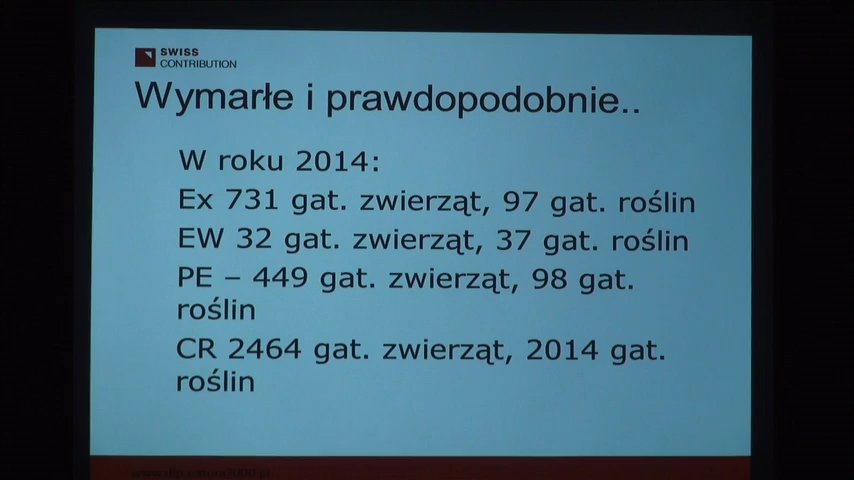 SWISS
CONTRIBUTION
Wymarłe i prawdopodobnie..
W roku 2014:
Ex 731 gat. zwierząt, 97 gat. roślin
EW 32 gat. zwierząt, 37 gat. roślin
PE – 449 gat. zwierząt, 98 gat.
roślin
CR 2464 gat. zwierząt, 2014 gat.
roślin